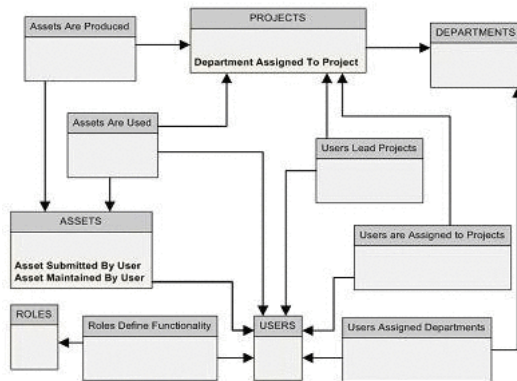 PROJECTS
Assets Are Produced
DEPARTMENTS
Department Assigned To Project
Assets Are Used
Users Lead Projects
ASSETS
Users are Assigned to Projects
Asset Submitted By User
Asset Maintained By User
ROLES
Roles Define Functionality
USERS
Users Assigned Departments